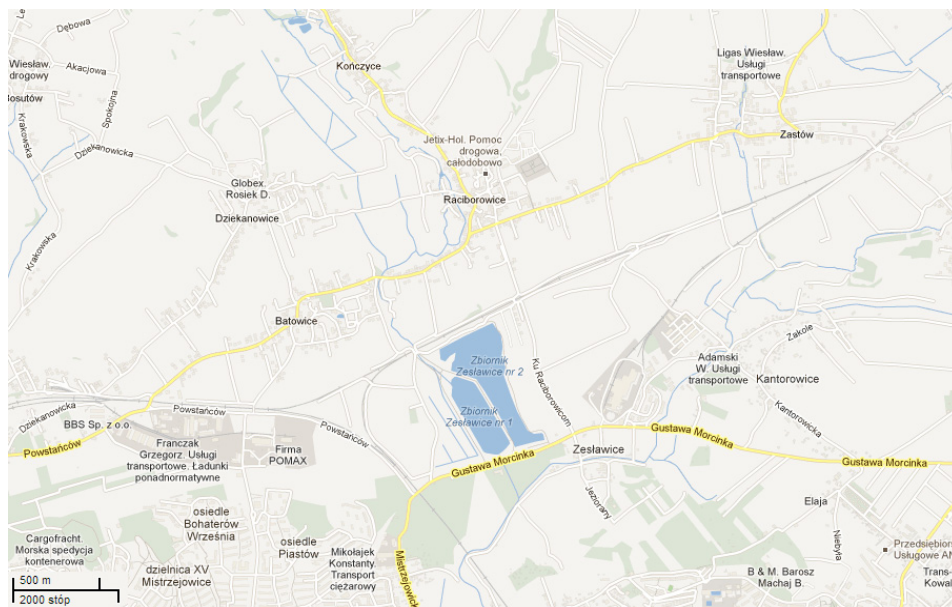 Dębowa
Wiesław.
drogowy
Akacjowa
Bosutów
Spokojna
Krakowska
Dziekanowicka
Kończyce
Ligas Wiesław.
Usługi
transportowe
Zastów
Jetix-Hol. Pomoc
drogowa,
całodobowo
Raciborowice
Globex.
Rosiek D.
Dziekanowice
Krakowska
Batowice
Zbiornik
Zesławice nr 2
Zbiornik
Zesławice nr 1
Ku Raciborowicom
Adamski
W. Usługi
transportowe
Zakole
Kantorowice
Kantorowicka
Dziekanowicka
BBS Sp. z o.o.
Powstańców
Powstańców
Powstańców
Franczak
Grzegorz. Usługi
transportowe. Ładunki
ponadnormatywne
Firma
POMAX
Gustawa Morcinka
Gustawa Morcinka
Gustawa Morcinka
Zesławice
Jeziorany
Elaja
Niebyła
osiedle
Bohaterów
Września
osiedle
Piastów
Cargofracht.
Morska spedycja
kontenerowa
dzielnica XV
Mistrzejowice
Mikołajek
Konstanty.
Transport
ciężarowy
Mistrzejowick
B & M. Barosz
Machaj B.
Przedsiębiors
Usługowe AN
Trans-
Kowal
500 m
2000 stóp